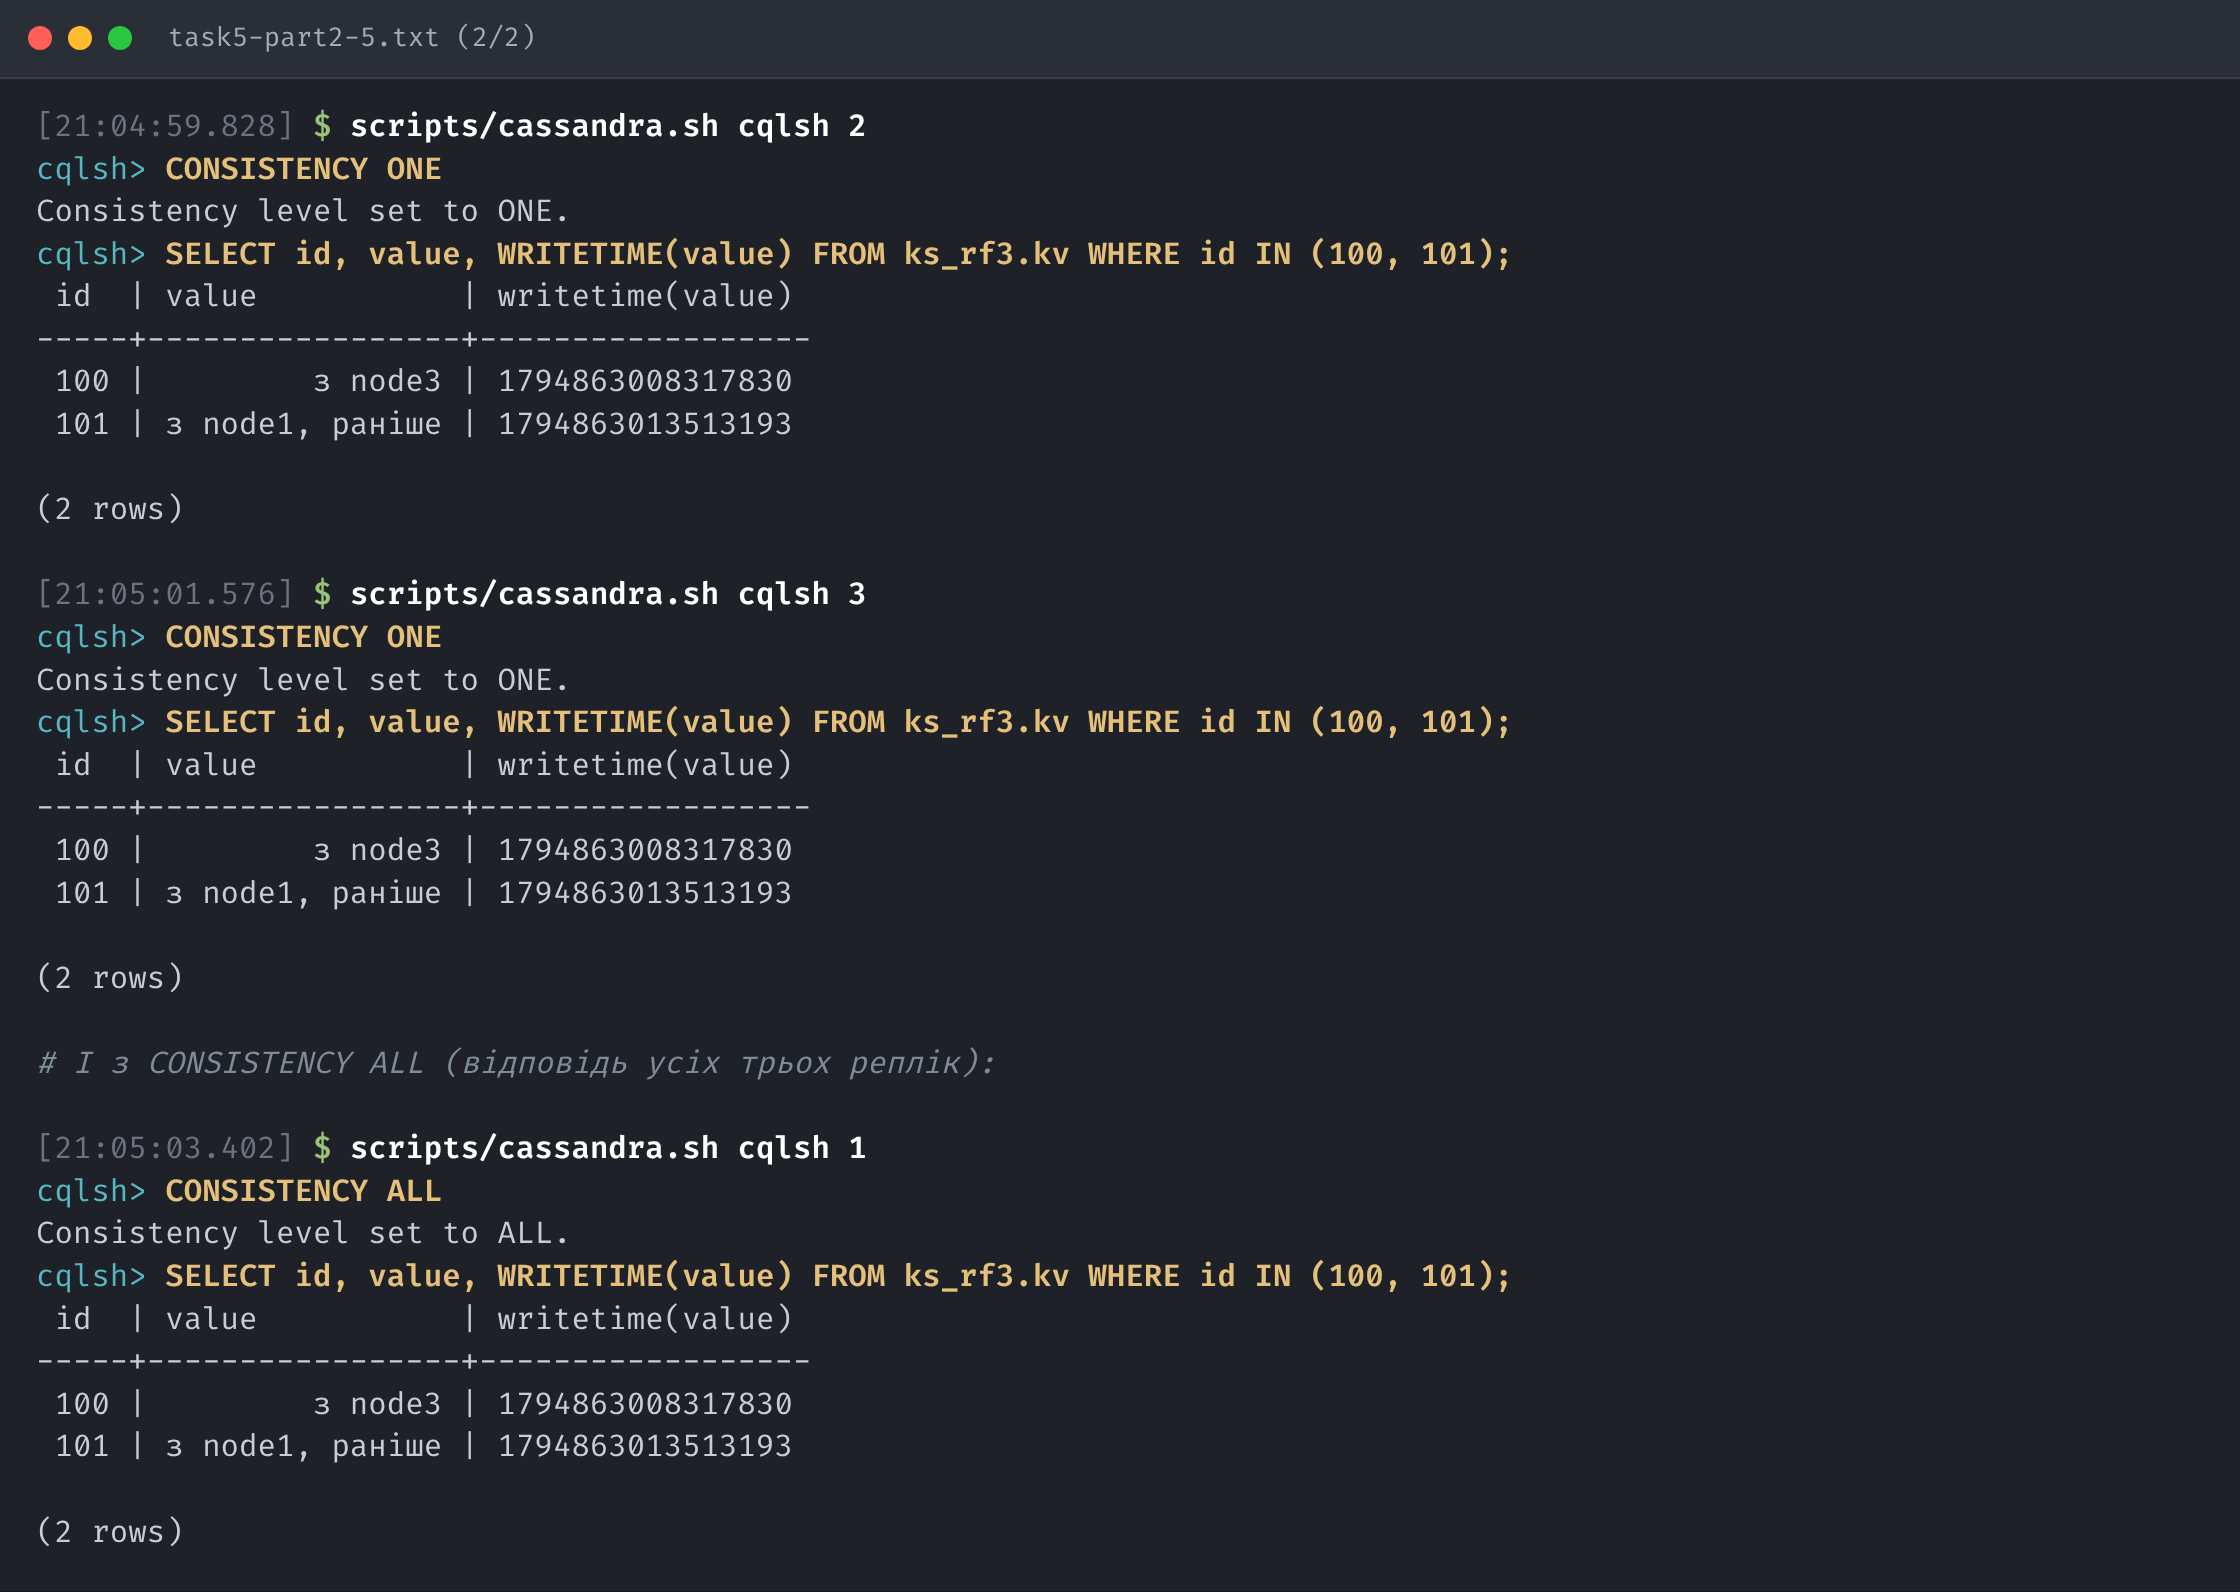 task5-part2-5.txt (2/2)
[21:04:59.828] $ scripts/cassandra.sh cqlsh 2
cqlsh> CONSISTENCY ONE
Consistency level set to ONE.
cqlsh> SELECT id, value, WRITETIME(value) FROM ks_rf3.kv WHERE id IN (100, 101);
 id  | value           | writetime(value)
-----+-----------------+------------------
 100 |         з node3 | 1794863008317830
 101 | з node1, раніше | 1794863013513193
(2 rows)
[21:05:01.576] $ scripts/cassandra.sh cqlsh 3
cqlsh> CONSISTENCY ONE
Consistency level set to ONE.
cqlsh> SELECT id, value, WRITETIME(value) FROM ks_rf3.kv WHERE id IN (100, 101);
 id  | value           | writetime(value)
-----+-----------------+------------------
 100 |         з node3 | 1794863008317830
 101 | з node1, раніше | 1794863013513193
(2 rows)
# І з CONSISTENCY ALL (відповідь усіх трьох реплік):
[21:05:03.402] $ scripts/cassandra.sh cqlsh 1
cqlsh> CONSISTENCY ALL
Consistency level set to ALL.
cqlsh> SELECT id, value, WRITETIME(value) FROM ks_rf3.kv WHERE id IN (100, 101);
 id  | value           | writetime(value)
-----+-----------------+------------------
 100 |         з node3 | 1794863008317830
 101 | з node1, раніше | 1794863013513193
(2 rows)